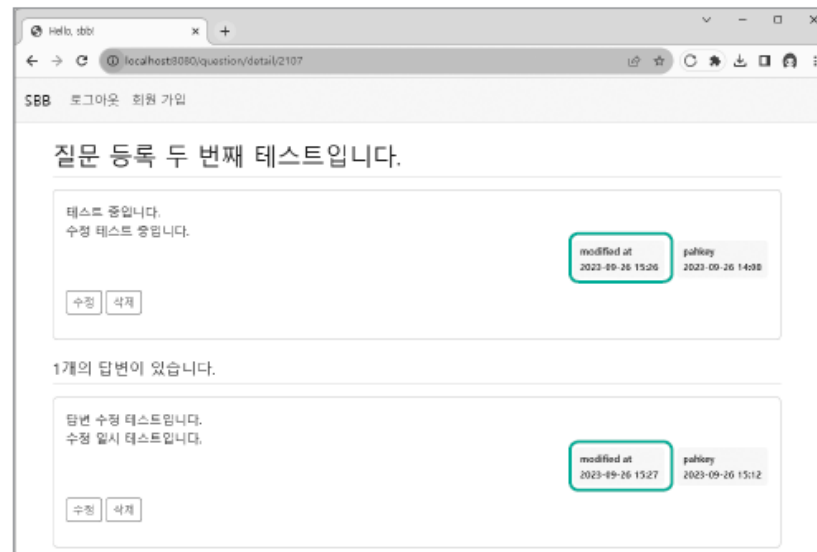 Hello, sbb!
localhost:8080/question/detail/2107
SBB 로그아웃 회원 가입
질문 등록 두 번째 테스트입니다.
테스트 중입니다.
수정 테스트 중입니다.
modified at
2023-09-26 15:26
pahkey
2023-09-26 14:08
수정 삭제
1개의 답변이 있습니다.
답변 수정 테스트입니다.
수정 일시 테스트입니다.
modified at
2023-09-26 15:27
pahkey
2023-09-26 15:12
수정 삭제